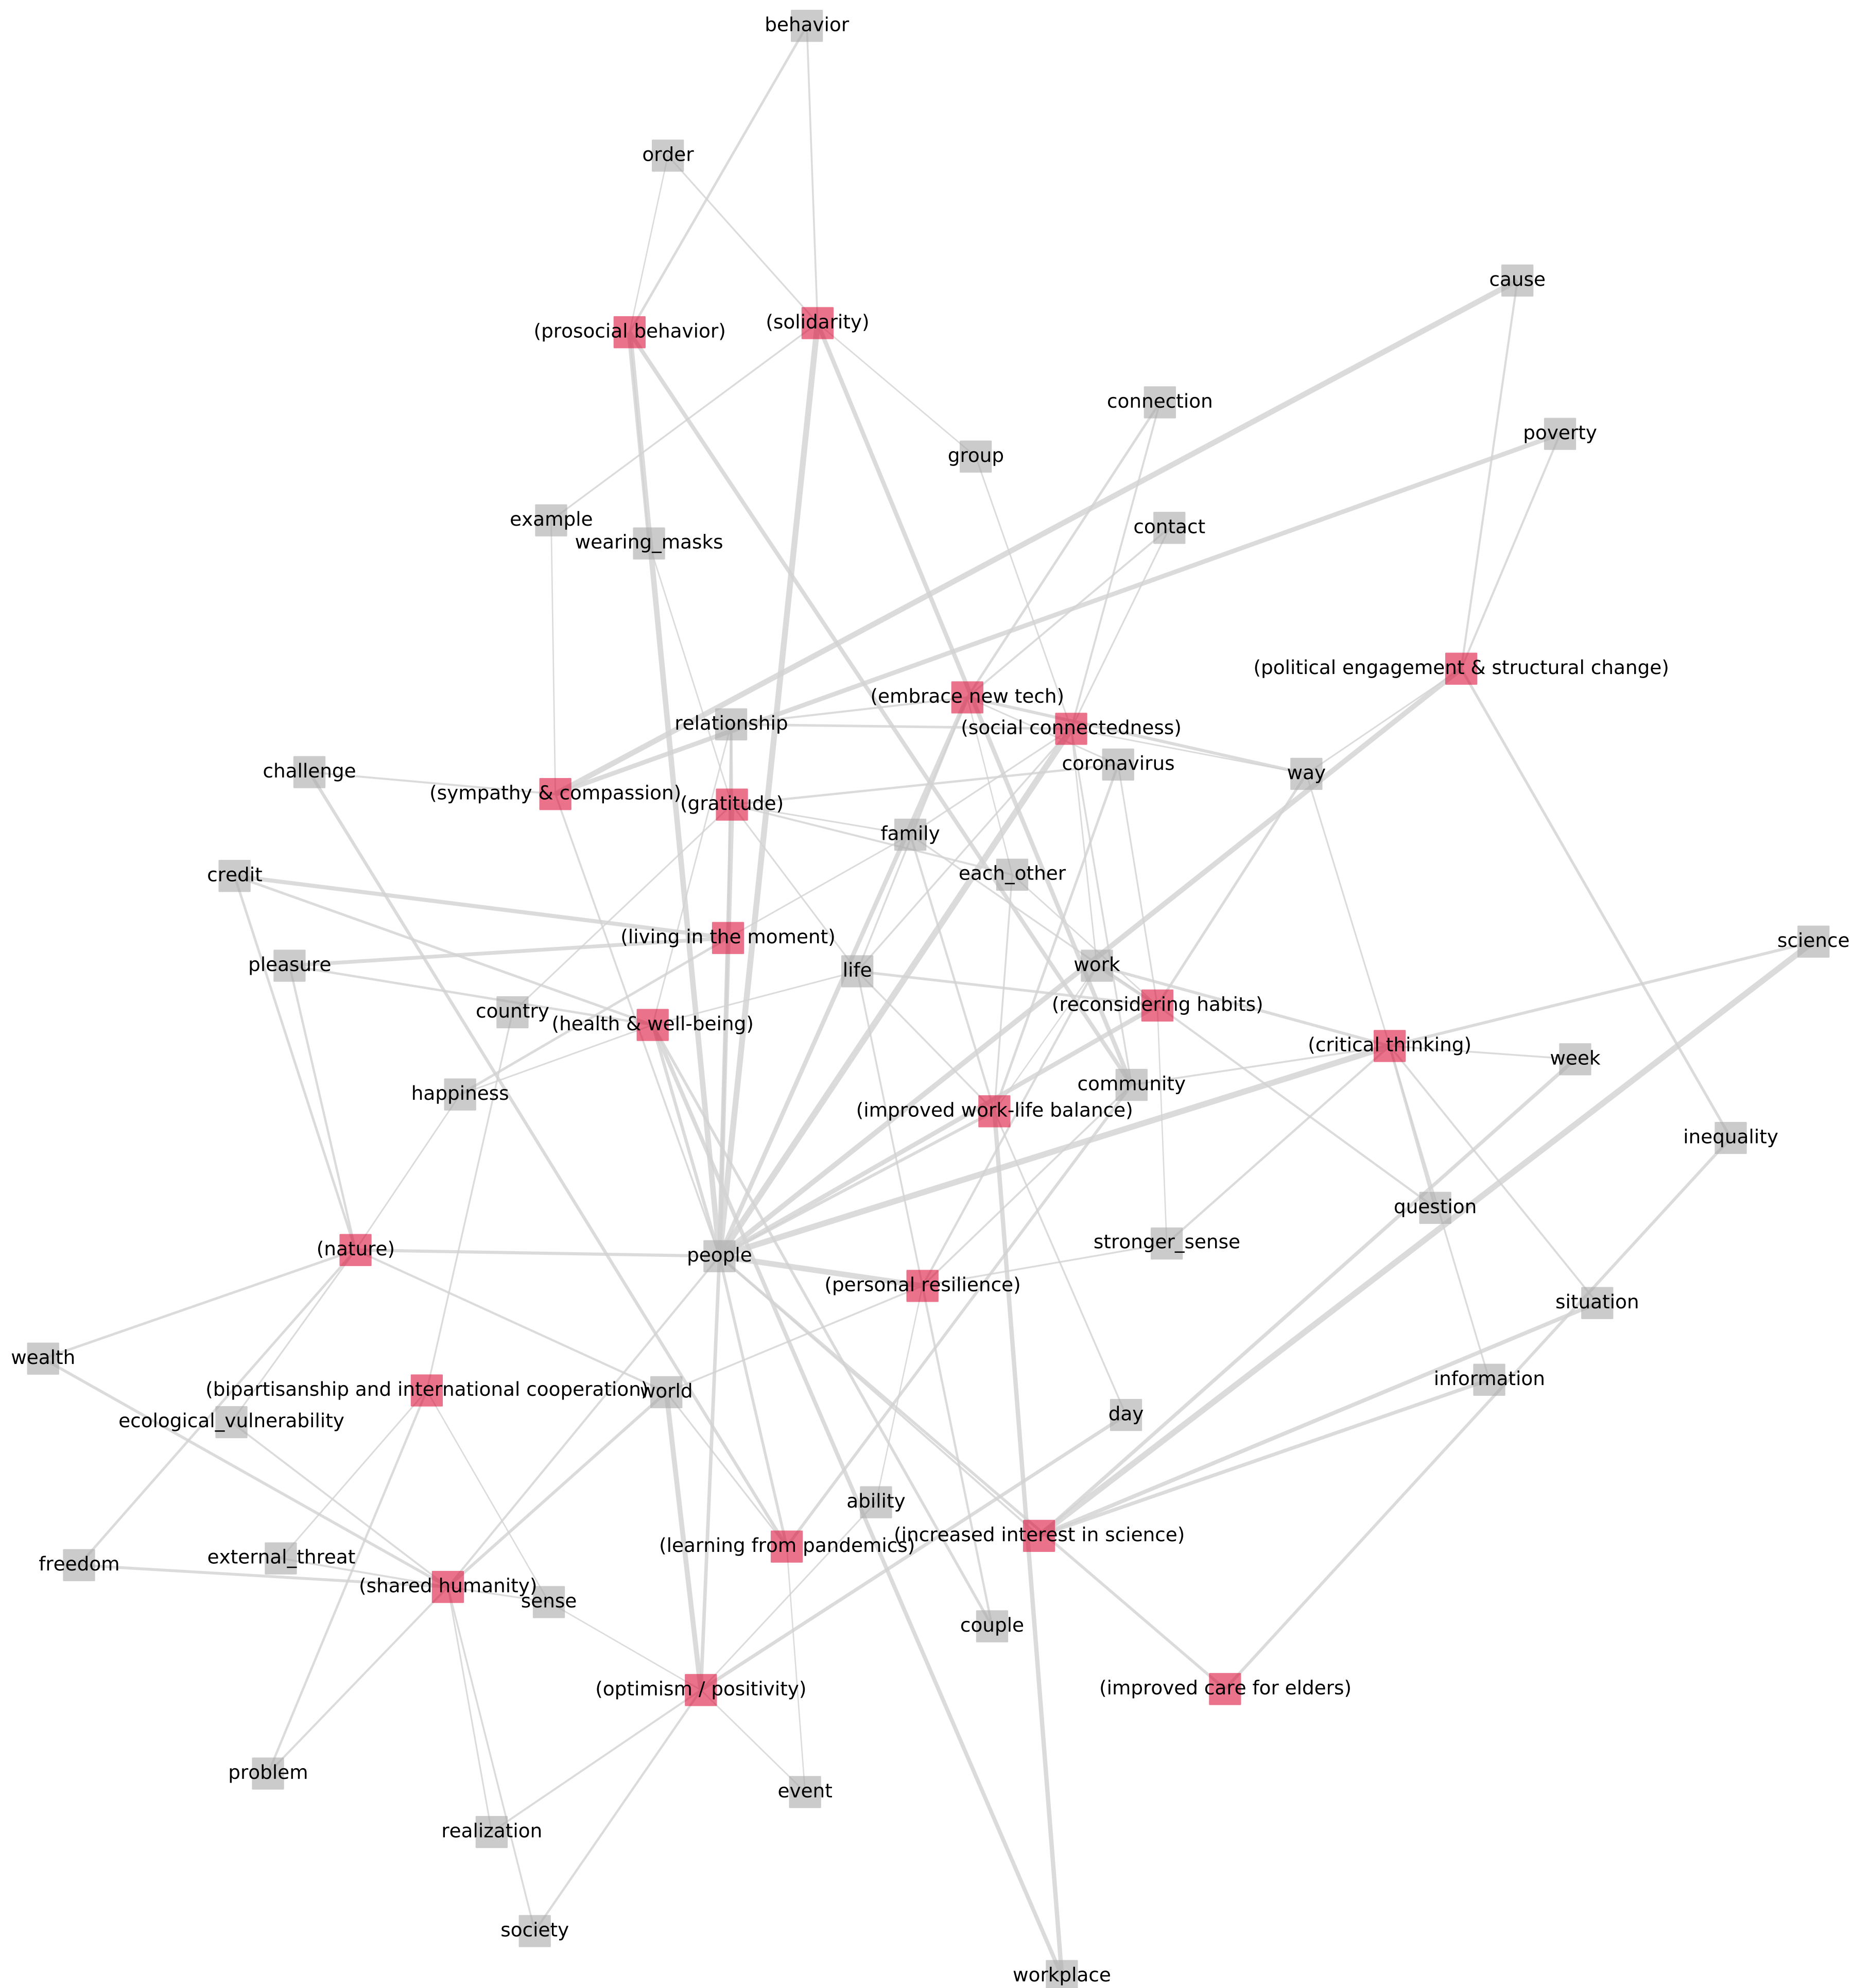 behavior
order
cause
(prosocial behavior)
(solidarity)
connection
poverty
group
example
contact
wearing_masks
(political engagement & structural change)
(embrace new tech)
relationship
(social connectedness)
coronavirus
challenge
way
(sympathy & compassion)
(gratitude)
family
credit
each_other
(living in the moment)
science
pleasure
life
work
(reconsidering habits)
country
(health & well-being)
(critical thinking)
week
happiness
community
(improved work-life balance)
inequality
question
stronger_sense
(nature)
people
(personal resilience)
situation
wealth
information
(bipartisanship and international cooperation)
world
day
ecological_vulnerability
ability
(increased interest in science)
(learning from pandemics)
external_threat
freedom
(shared humanity)
sense
couple
(improved care for elders)
(optimism / positivity)
problem
event
realization
society
workplace